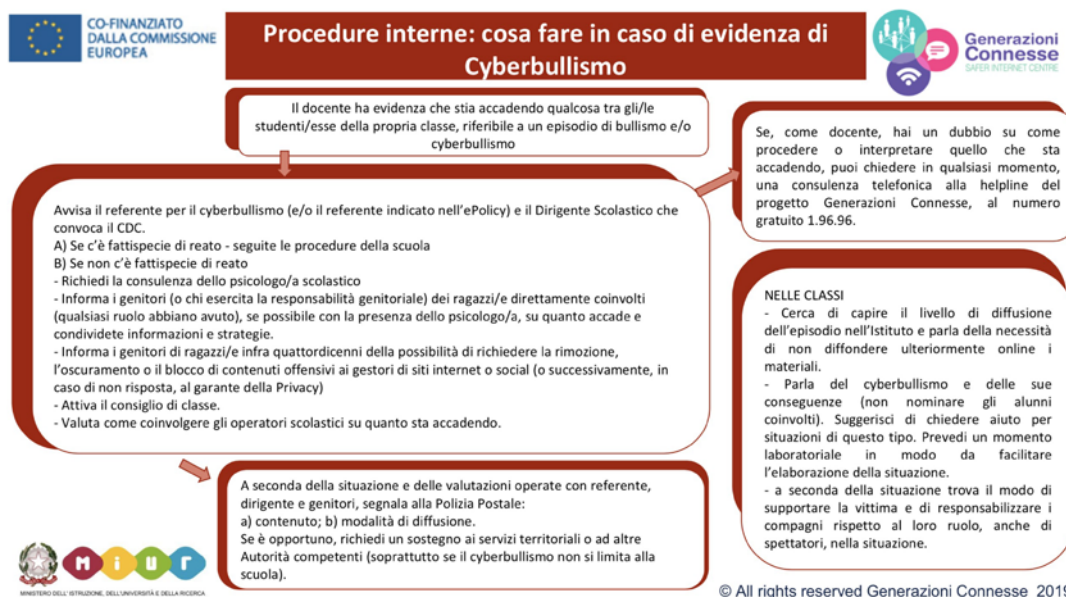 CO-FINANZIATO
DALLA COMMISSIONE
EUROPEA
Procedure interne: cosa fare in caso di evidenza di
Cyberbullismo
Generazioni
Connesse
SAFER INTERNET CENTRE
Il docente ha evidenza che stia accadendo qualcosa tra gli/le
studenti/esse della propria classe, riferibile a un episodio di bullismo e/o
cyberbullismo
Se, come docente, hai un dubbio su come
procedere o interpretare quello che sta
accadendo, puoi chiedere in qualsiasi momento,
una consulenza telefonica alla helpline del
progetto Generazioni Connesse, al numero
gratuito 1.96.96.
Avvisa il referente per il cyberbullismo (e/o il referente indicato nell'ePolicy) e il Dirigente Scolastico che
convoca il CDC.
A) Se c'è fattispecie di reato - seguite le procedure della scuola
B) Se non c'è fattispecie di reato
- Richiedi la consulenza dello psicologo/a scolastico
- Informa i genitori (o chi esercita la responsabilità genitoriale) dei ragazzi/e direttamente coinvolti
(qualsiasi ruolo abbiano avuto), se possibile con la presenza dello psicologo/a, su quanto accade e
condividete informazioni e strategie.
- Informa i genitori di ragazzi/e infra quattordicenni della possibilità di richiedere la rimozione,
l'oscuramento o il blocco di contenuti offensivi ai gestori di siti internet o social (o successivamente, in
caso di non risposta, al garante della Privacy)
- Attiva il consiglio di classe.
- Valuta come coinvolgere gli operatori scolastici su quanto sta accadendo.
NELLE CLASSI
- Cerca di capire il livello di diffusione
dell'episodio nell'Istituto e parla della necessità
di non diffondere ulteriormente online i
materiali.
- Parla del cyberbullismo e delle sue
conseguenze (non nominare gli alunni
coinvolti). Suggerisci di chiedere aiuto per
situazioni di questo tipo. Prevedi un momento
laboratoriale in modo da facilitare
l'elaborazione della situazione.
- a seconda della situazione trova il modo di
supportare la vittima e di responsabilizzare i
compagni rispetto al loro ruolo, anche di
spettatori, nella situazione.
A seconda della situazione e delle valutazioni operate con referente,
dirigente e genitori, segnala alla Polizia Postale:
a) contenuto; b) modalità di diffusione.
Se è opportuno, richiedi un sostegno ai servizi territoriali o ad altre
Autorità competenti (soprattutto se il cyberbullismo non si limita alla
scuola).
MIUR
MINISTERO DELL'ISTRUZIONE, DELL'UNIVERSITÀ E DELLA RICERCA
© All rights reserved Generazioni Connesse 2019